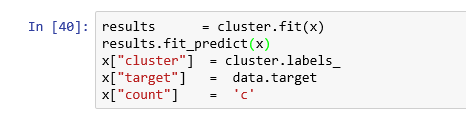 In [40]: results      = cluster.fit(x)
results.fit_predict(x)
x["cluster"]  = cluster.labels_
x["target"]   =  data.target
x["count"]    =  'c'